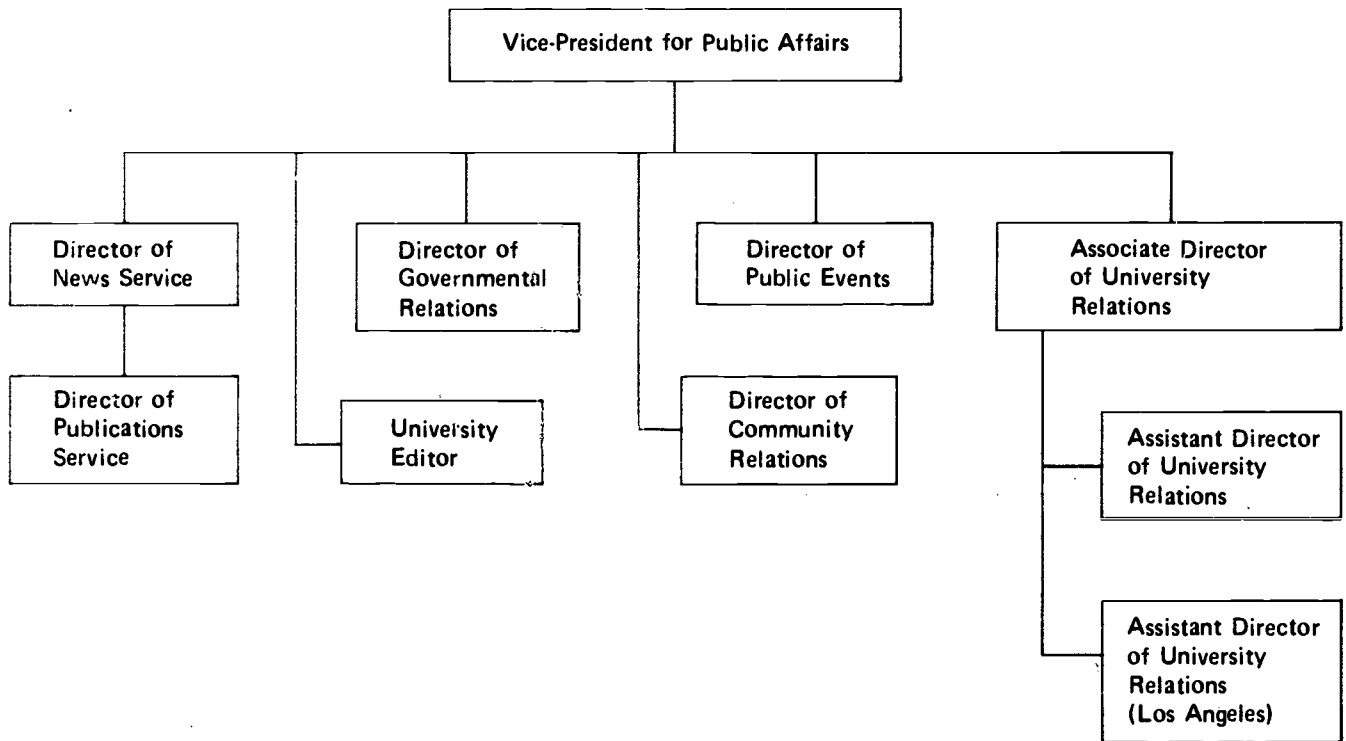 Vice-President for Public Affairs
Director of
News Service
Director of
Governmental
Relations
Director of
Public Events
Associate Director
of University
Relations
Director of
Publications
Service
University
Editor
Director of
Community
Relations
Assistant Director
of University
Relations
Assistant Director
of University
Relations
(Los Angeles)